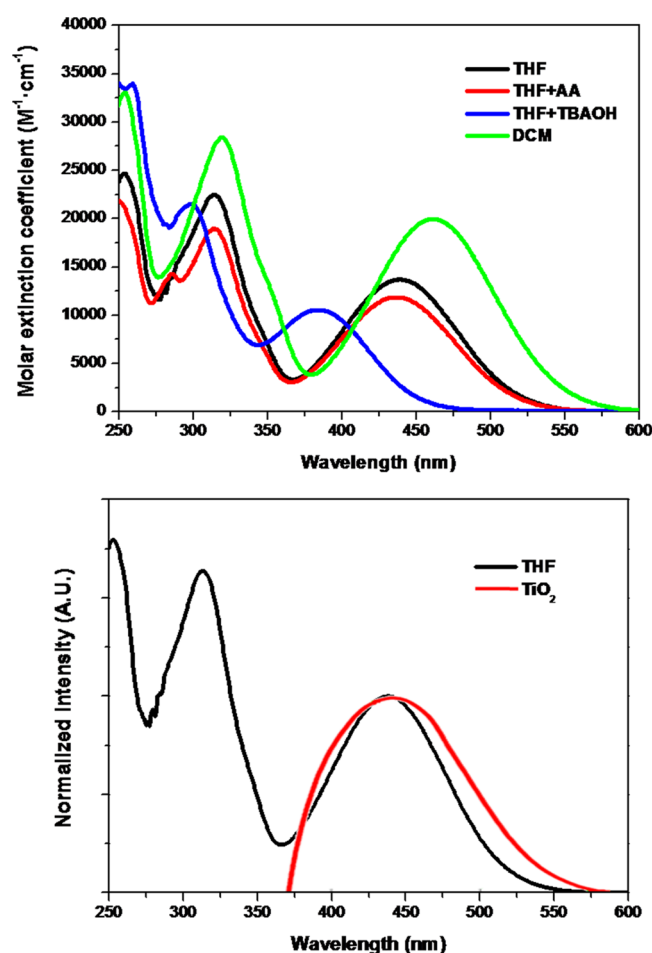 Molar extinction coefficient (M⁻¹·cm⁻¹)
40000
35000
30000
25000
20000
15000
10000
5000
0
THF
THF+AA
THF+TBAOH
DCM
250 300 350 400 450 500 550 600
Wavelength (nm)
Normalized Intensity (A.U.)
THF
TiO₂
250 300 350 400 450 500 550 600
Wavelength (nm)